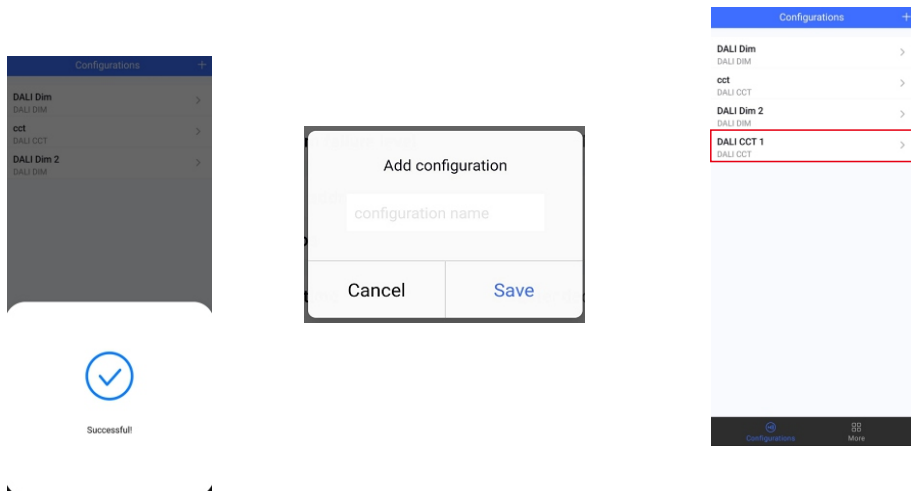 Configurations +
DALI Dim
DALI DIM
cct
DALI CCT
DALI Dim 2
DALI DIM
Successful!
Add configuration
configuration name
Cancel
Save
Configurations +
DALI Dim
DALI DIM
cct
DALI CCT
DALI Dim 2
DALI DIM
DALI CCT 1
DALI CCT
Configurations
More